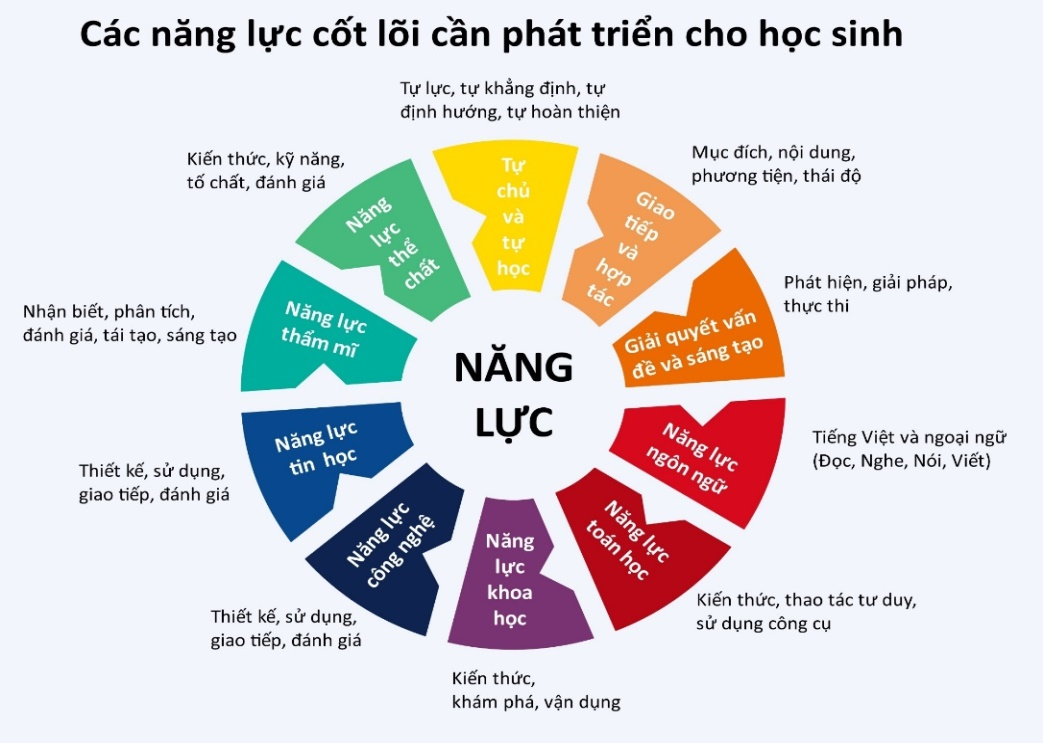 Các năng lực cốt lõi cần phát triển cho học sinh
Tự lực, tự khẳng định, tự
định hướng, tự hoàn thiện
Tự
chủ
và
tự
học
Mục đích, nội dung,
phương tiện, thái độ
Giao
tiếp
và
hợp
tác
Phát hiện, giải pháp,
thực thi
Giải quyết vấn
đề và sáng tạo
Tiếng Việt và ngoại ngữ
(Đọc, Nghe, Nói, Viết)
Năng lực
ngôn ngữ
Kiến thức, thao tác tư duy,
sử dụng công cụ
Năng lực
toán học
Kiến thức,
khám phá, vận dụng
Năng
lực
khoa
học
Thiết kế, sử dụng,
giao tiếp, đánh giá
Năng lực
công nghệ
Thiết kế, sử dụng,
giao tiếp, đánh giá
Năng lực
tin học
Nhận biết, phân tích,
đánh giá, tái tạo, sáng tạo
Năng lực
thẩm mĩ
Kiến thức, kỹ năng,
tố chất, đánh giá
Năng
lực
thể
chất
NĂNG
LỰC